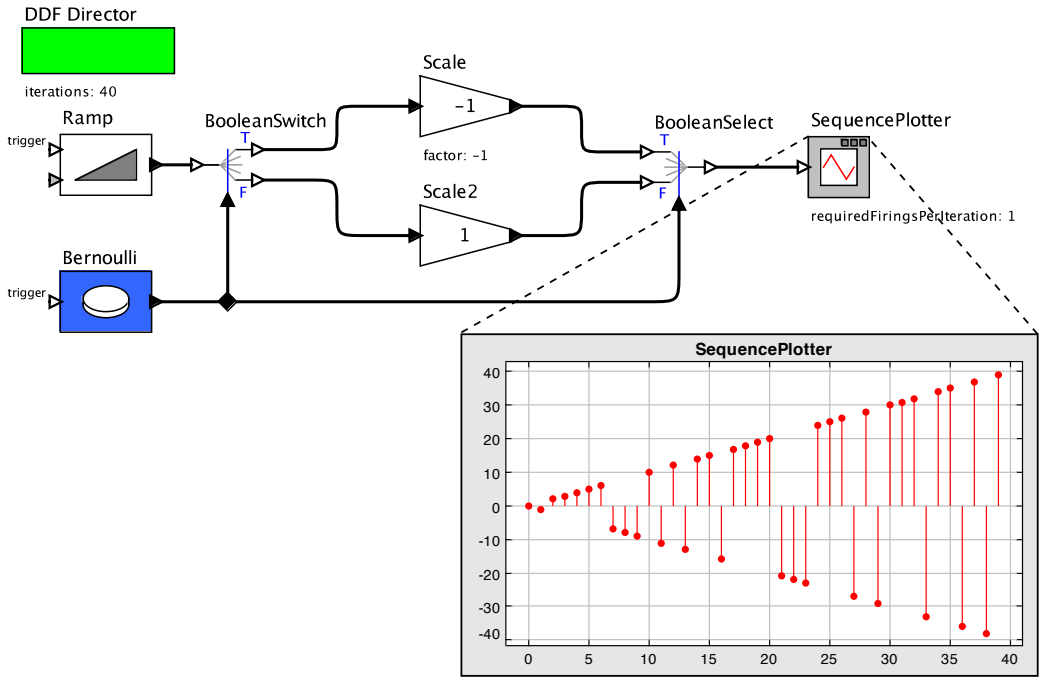 DDF Director
iterations: 40
Ramp
trigger
BooleanSwitch
T
F
Scale
-1
factor: -1
Scale2
1
BooleanSelect
T
F
SequencePlotter
requiredFiringsPerIteration: 1
Bernoulli
trigger
SequencePlotter
40
30
20
10
0
-10
-20
-30
-40
0 5 10 15 20 25 30 35 40